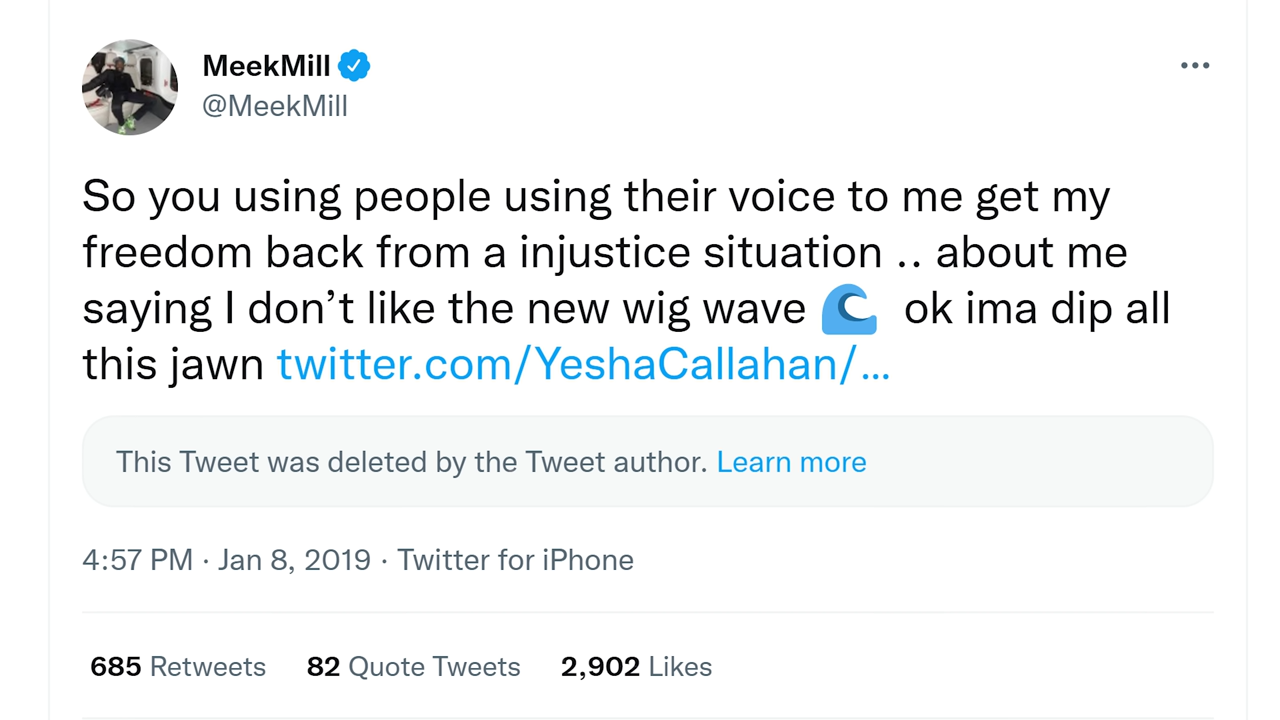 MeekMill
@MeekMill
So you using people using their voice to me get my
freedom back from a injustice situation .. about me
saying I don’t like the new wig wave 🌊 ok ima dip all
this jawn twitter.com/YeshaCallahan/…
This Tweet was deleted by the Tweet author. Learn more
4:57 PM · Jan 8, 2019 · Twitter for iPhone
685 Retweets 82 Quote Tweets 2,902 Likes